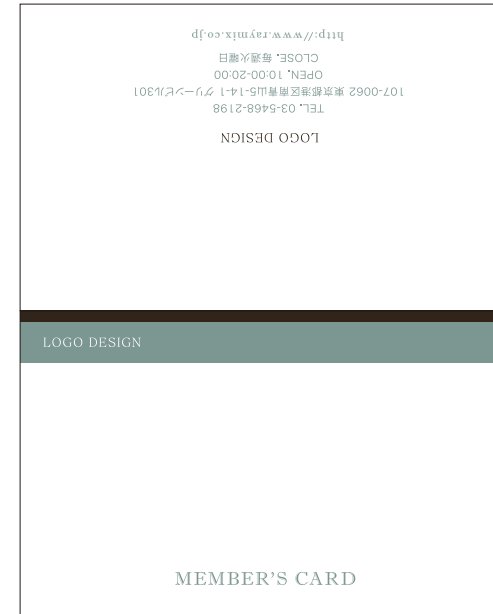 LOGO DESIGN
TEL. 03-5468-2198
107-0062 東京都港区南青山5-14-1 グリーンビル301
OPEN. 10:00-20:00
CLOSE. 毎週火曜日
http://www.raymix.co.jp
LOGO DESIGN
MEMBER'S CARD